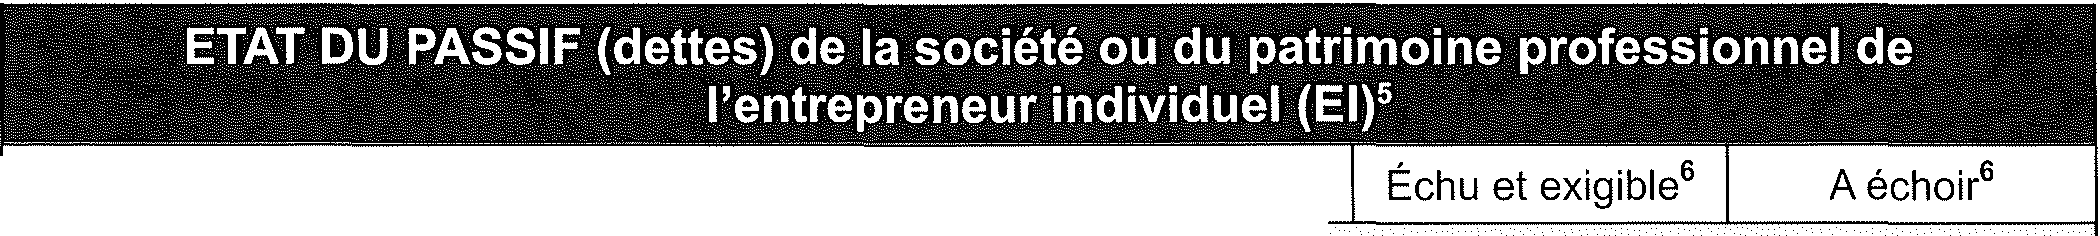 ETAT DU PASSIF (dettes) de la société ou du patrimoine professionnel de
l'entrepreneur individuel (EI)⁵
Échu et exigible⁶ A échoir⁶